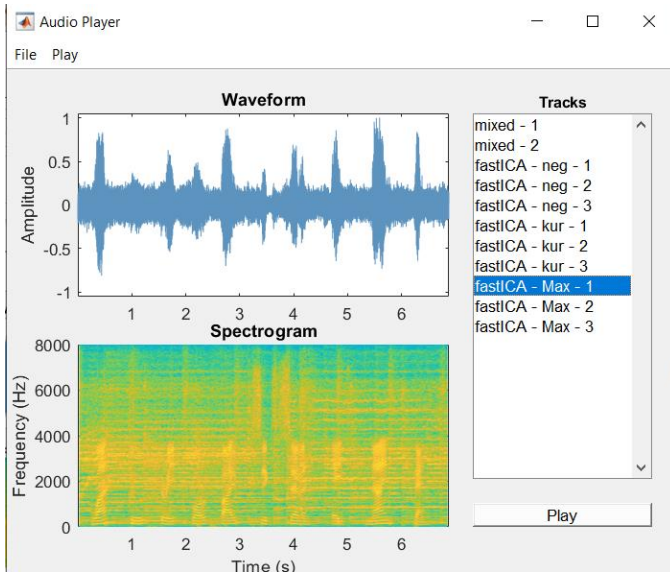 Audio Player
File Play
Waveform
1
0.5
0
-0.5
-1
Amplitude
1 2 3 4 5 6
Spectrogram
8000
6000
4000
2000
0
Frequency (Hz)
1 2 3 4 5 6
Time (s)
Tracks
mixed - 1
mixed - 2
fastICA - neg - 1
fastICA - neg - 2
fastICA - neg - 3
fastICA - kur - 1
fastICA - kur - 2
fastICA - kur - 3
fastICA - Max - 1
fastICA - Max - 2
fastICA - Max - 3
Play